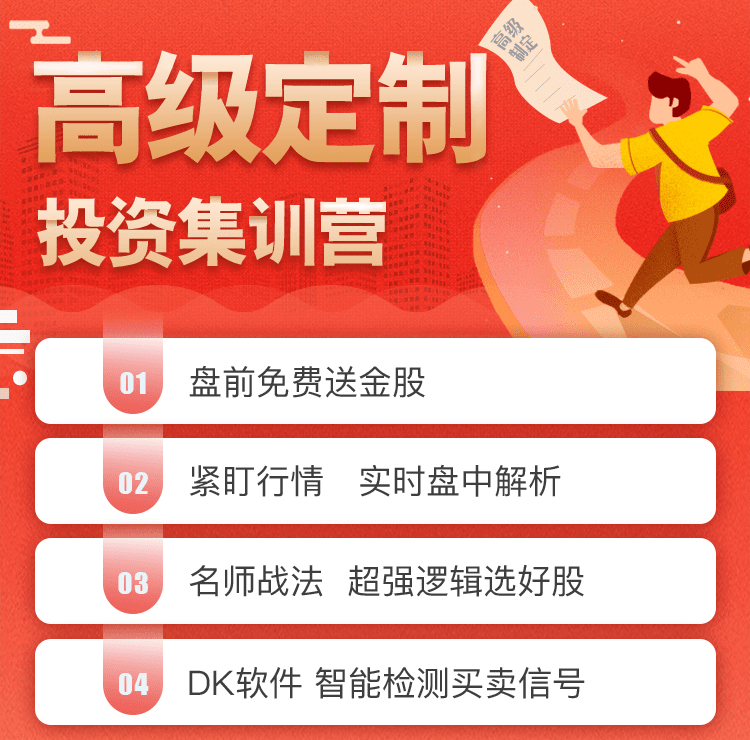 高级
制定
高级定制
投资集训营
01 盘前免费送金股
02 紧盯行情 实时盘中解析
03 名师战法 超强逻辑选好股
04 DK软件 智能检测买卖信号